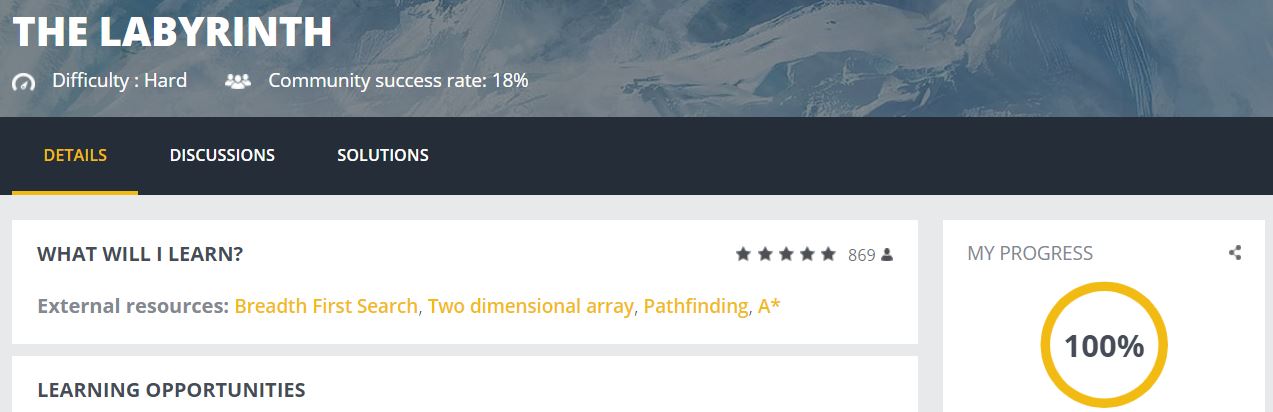 THE LABYRINTH
Difficulty : Hard Community success rate: 18%
DETAILS DISCUSSIONS SOLUTIONS
WHAT WILL I LEARN? 869
External resources: Breadth First Search, Two dimensional array, Pathfinding, A*
LEARNING OPPORTUNITIES
MY PROGRESS
100%